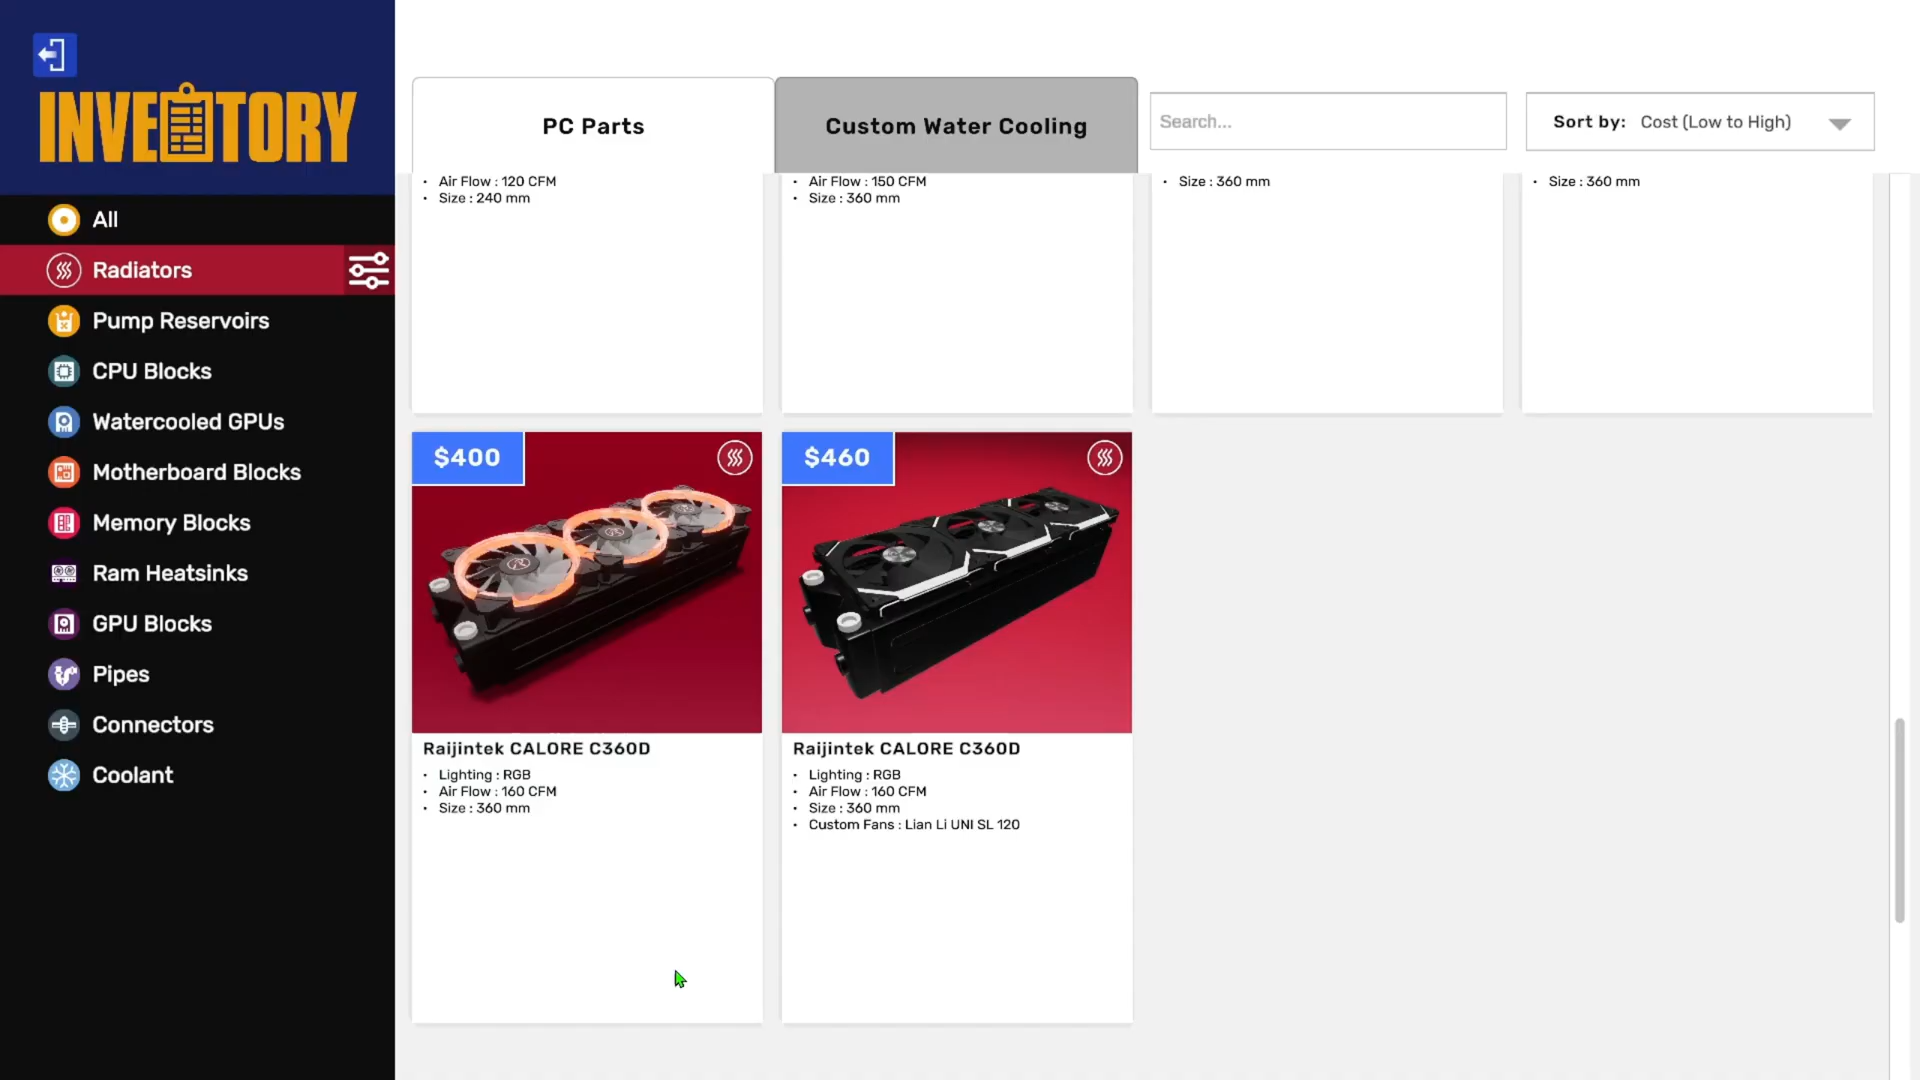 INVENTORY
All
Radiators
Pump Reservoirs
CPU Blocks
Watercooled GPUs
Motherboard Blocks
Memory Blocks
Ram Heatsinks
GPU Blocks
Pipes
Connectors
Coolant
PC Parts
Custom Water Cooling
Search...
Sort by: Cost (Low to High)
• Air Flow : 120 CFM
• Size : 240 mm
• Air Flow : 150 CFM
• Size : 360 mm
• Size : 360 mm
• Size : 360 mm
$400
Raijintek CALORE C360D
• Lighting : RGB
• Air Flow : 160 CFM
• Size : 360 mm
$460
Raijintek CALORE C360D
• Lighting : RGB
• Air Flow : 160 CFM
• Size : 360 mm
• Custom Fans : Lian Li UNI SL 120